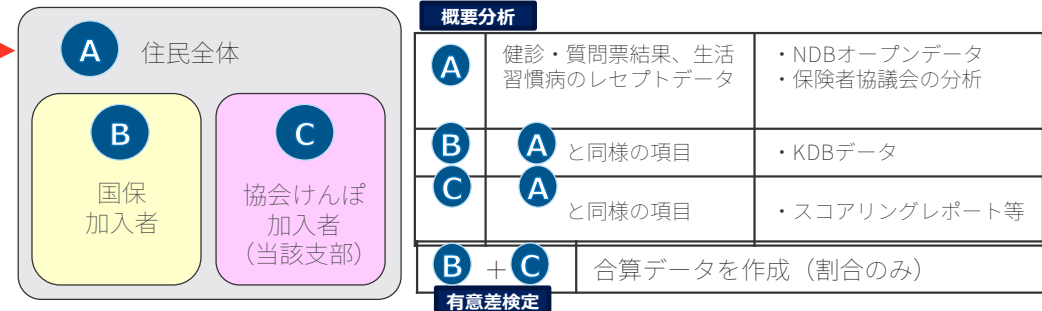 A 住民全体
B
国保
加入者
C
協会けんぽ
加入者
（当該支部）
概要分析
A
健診・質問票結果、生活
習慣病のレセプトデータ
・NDBオープンデータ
・保険者協議会の分析
B
A と同様の項目
・KDBデータ
C
A
と同様の項目
・スコアリングレポート等
B +C 合算データを作成（割合のみ）
有意差検定